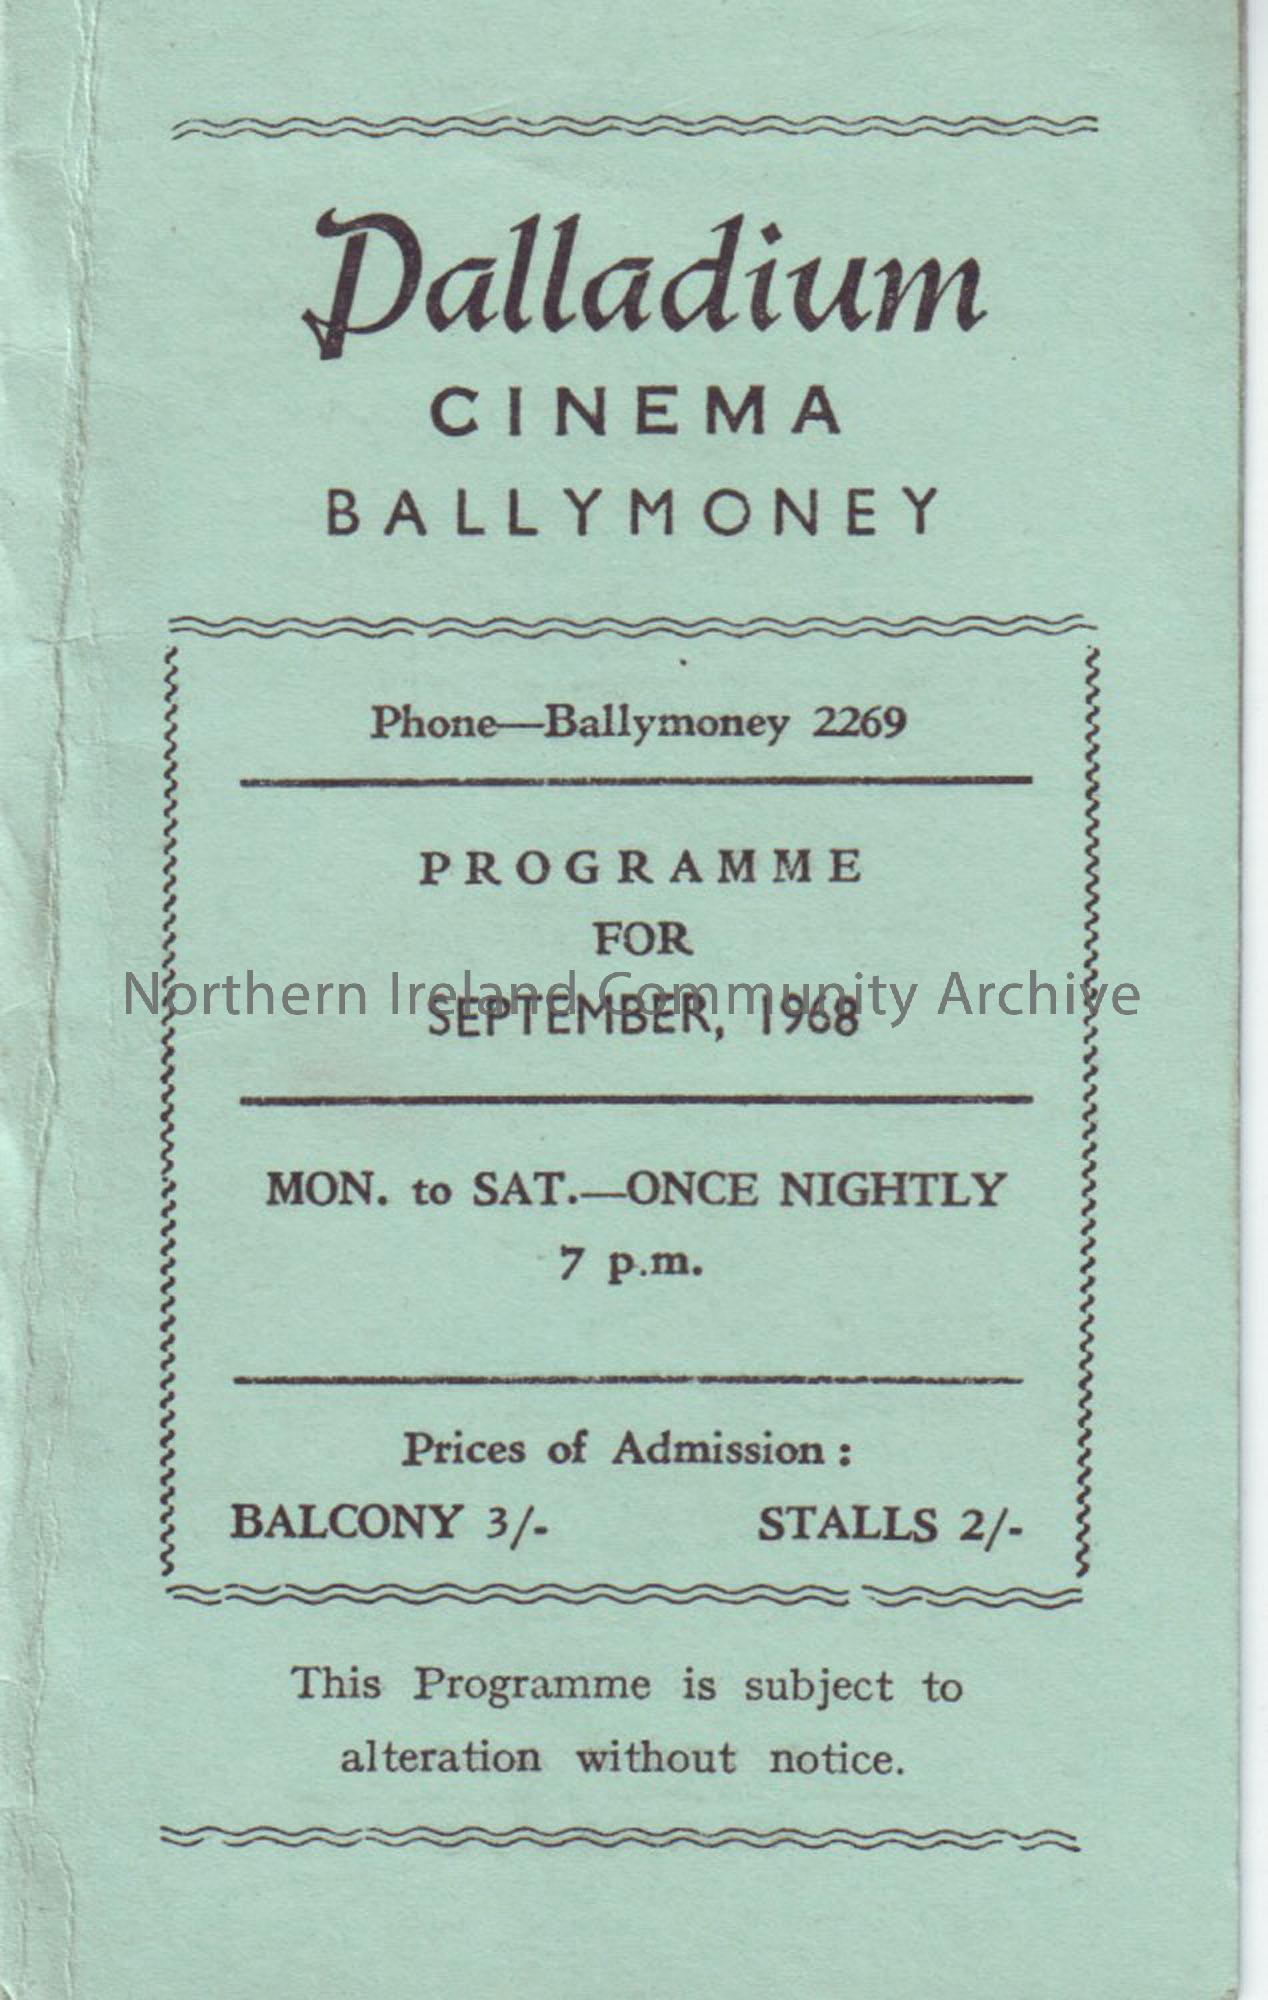 Palladium
CINEMA
BALLYMONEY
Phone—Ballymoney 2269
PROGRAMME
FOR
Northern Ireland Community Archive
SEPTEMBER, 1968
MON. to SAT.—ONCE NIGHTLY
7 p.m.
Prices of Admission :
BALCONY 3/- STALLS 2/-
This Programme is subject to
alteration without notice.